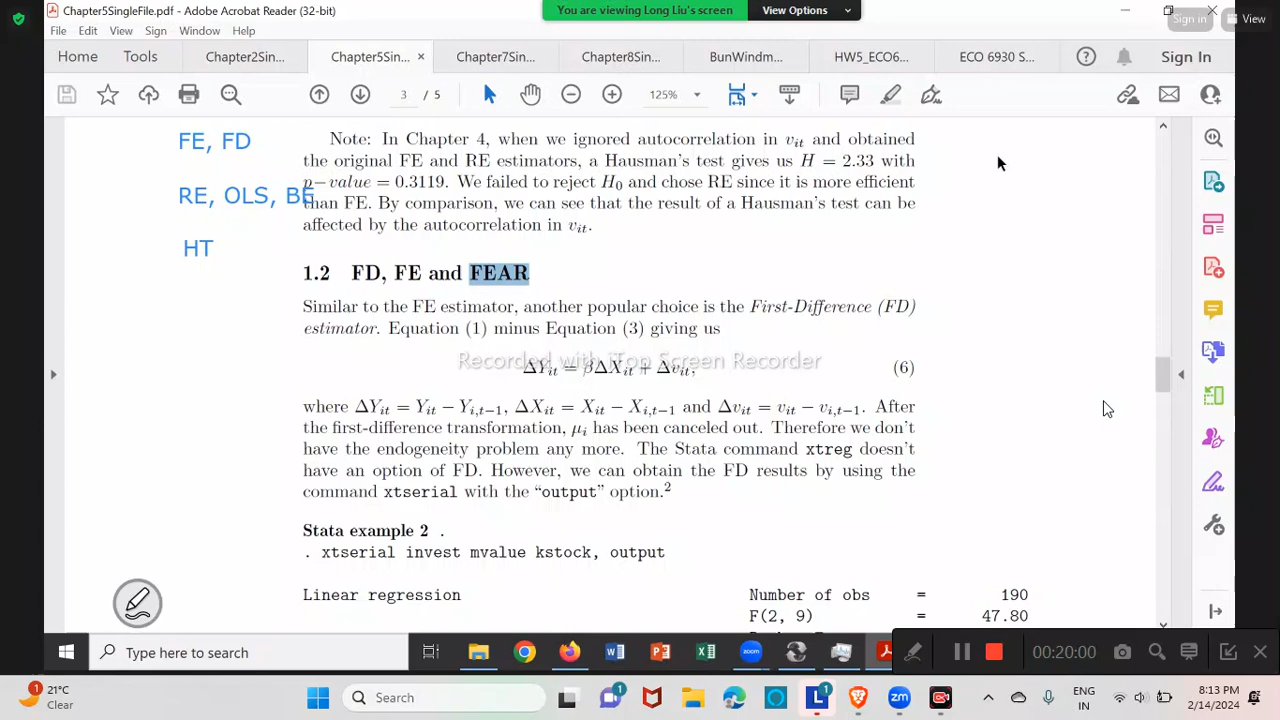 Chapter5SingleFile.pdf - Adobe Acrobat Reader (32-bit)
You are viewing Long Liu's screen
View Options
Sign in
View
File Edit View Sign Window Help
Home Tools Chapter2Sin... Chapter5Sin... × Chapter7Sin... Chapter8Sin... BunWindm... HW5_ECO6... ECO 6930 S... Sign In
3 / 5 125%
FE, FD
RE, OLS, BE
HT
Note: In Chapter 4, when we ignored autocorrelation in vit and obtained
the original FE and RE estimators, a Hausman's test gives us H = 2.33 with
p−value = 0.3119. We failed to reject H0 and chose RE since it is more efficient
than FE. By comparison, we can see that the result of a Hausman's test can be
affected by the autocorrelation in vit.
1.2 FD, FE and FEAR
Similar to the FE estimator, another popular choice is the First-Difference (FD)
estimator. Equation (1) minus Equation (3) giving us
Recorded with iTop Screen Recorder
ΔYit = βΔXit + Δvit, (6)
where ΔYit = Yit − Yi,t−1, ΔXit = Xit − Xi,t−1 and Δvit = vit − vi,t−1. After
the first-difference transformation, μi has been canceled out. Therefore we don't
have the endogeneity problem any more. The Stata command xtreg doesn't
have an option of FD. However, we can obtain the FD results by using the
command xtserial with the “output” option.2
Stata example 2 .
. xtserial invest mvalue kstock, output
Linear regression Number of obs = 190
F(2, 9) = 47.80
Type here to search
00:20:00
1
21°C
Clear
Search
ENG
IN
8:13 PM
2/14/2024